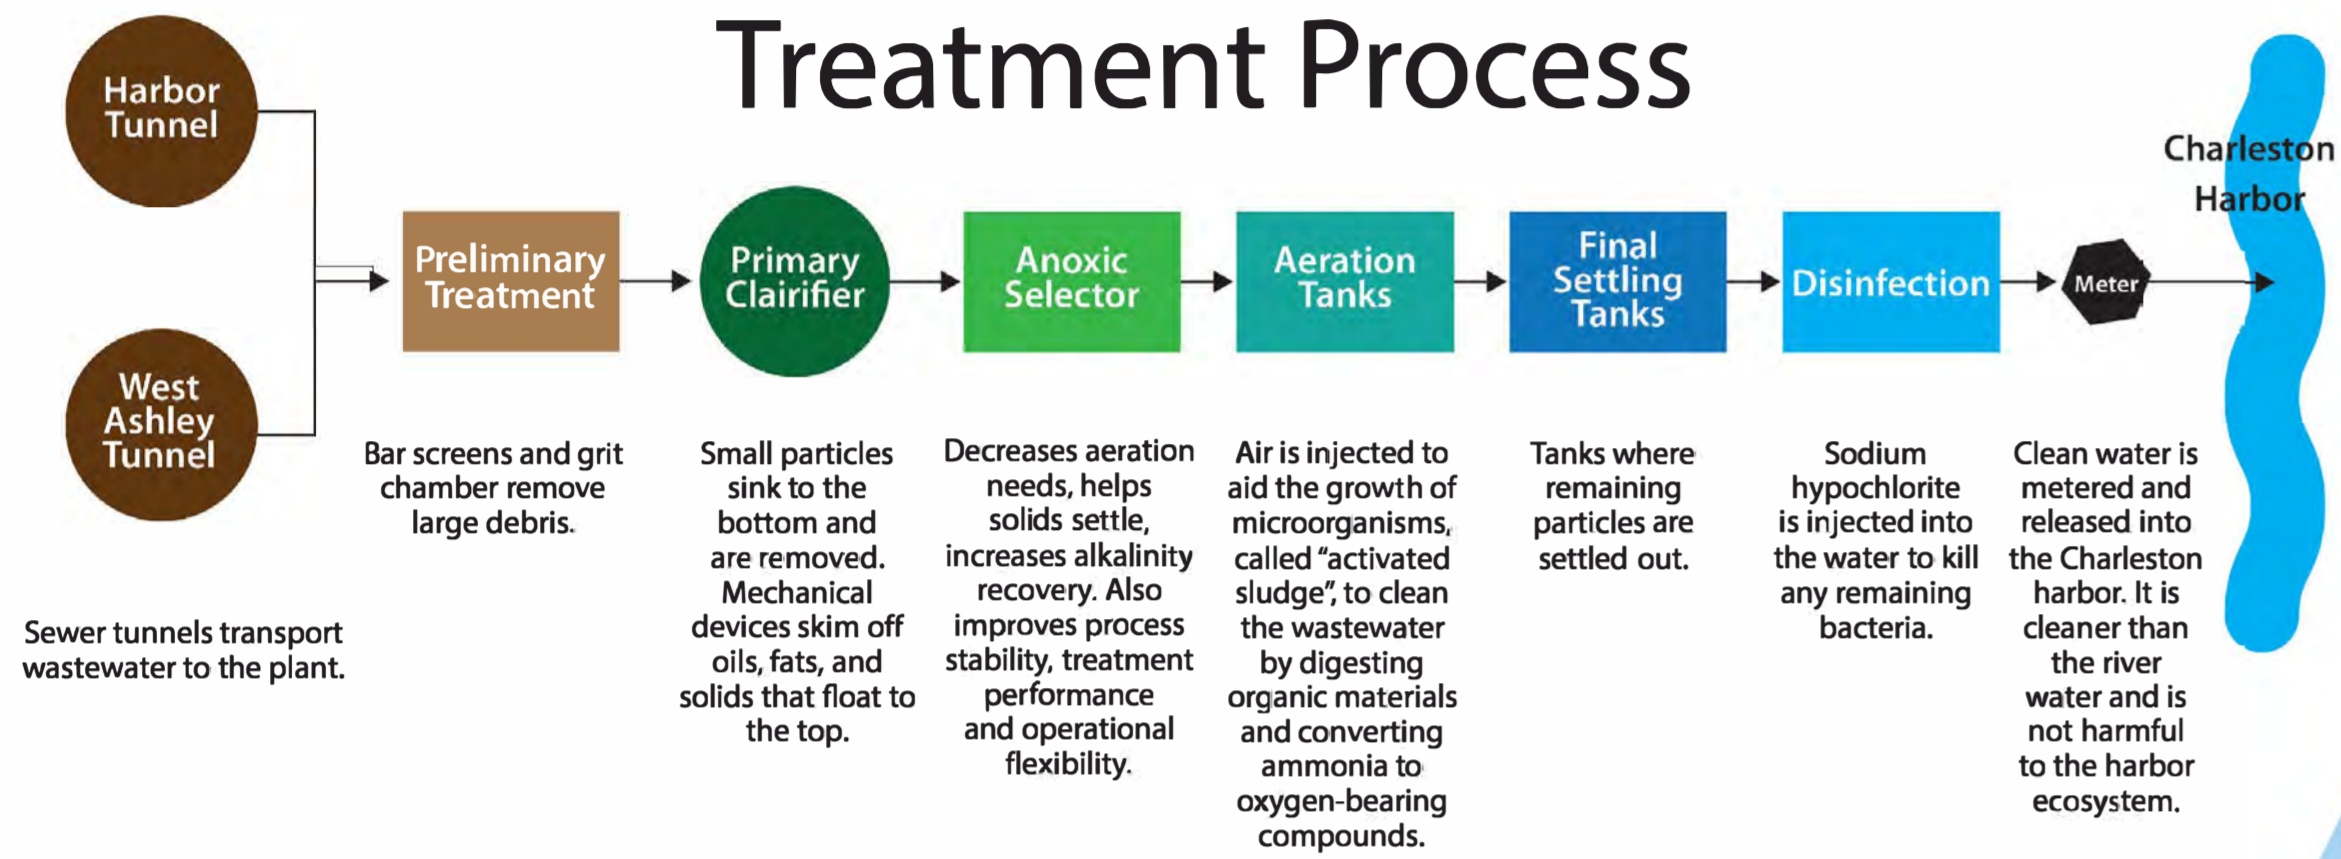 Treatment Process
Harbor
Tunnel
West
Ashley
Tunnel
Sewer tunnels transport
wastewater to the plant.
Preliminary
Treatment
Bar screens and grit
chamber remove
large debris.
Primary
Clairifier
Small particles
sink to the
bottom and
are removed.
Mechanical
devices skim off
oils, fats, and
solids that float to
the top.
Anoxic
Selector
Decreases aeration
needs, helps
solids settle,
increases alkalinity
recovery. Also
improves process
stability, treatment
performance
and operational
flexibility.
Aeration
Tanks
Air is injected to
aid the growth of
microorganisms,
called “activated
sludge”, to clean
the wastewater
by digesting
organic materials
and converting
ammonia to
oxygen-bearing
compounds.
Final
Settling
Tanks
Tanks where
remaining
particles are
settled out.
Disinfection
Sodium
hypochlorite
is injected into
the water to kill
any remaining
bacteria.
Meter
Clean water is
metered and
released into
the Charleston
harbor. It is
cleaner than
the river
water and is
not harmful
to the harbor
ecosystem.
Charleston
Harbor